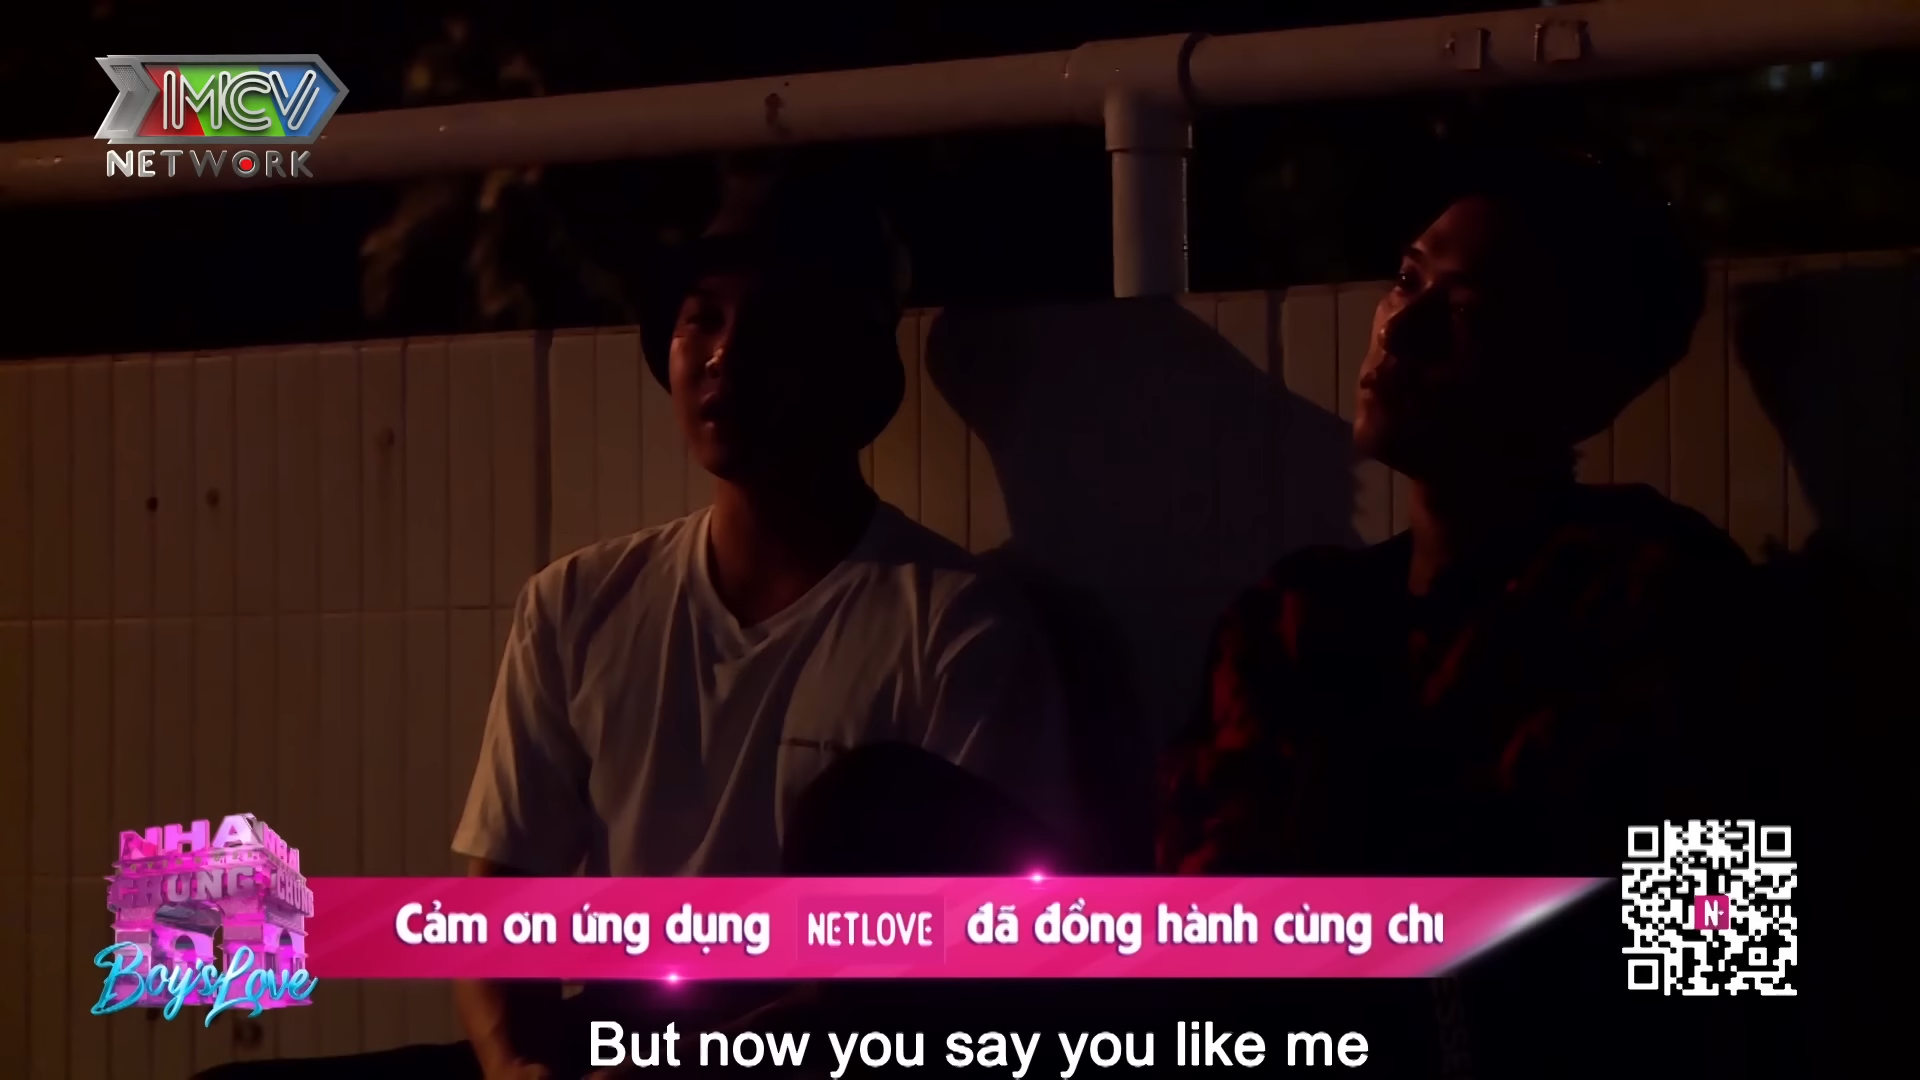 MCV
NETWORK
10
NHÀ
CHUNG
Boy's Love
Cảm ơn ứng dụng NETLOVE đã đồng hành cùng
N
But now you say you like me